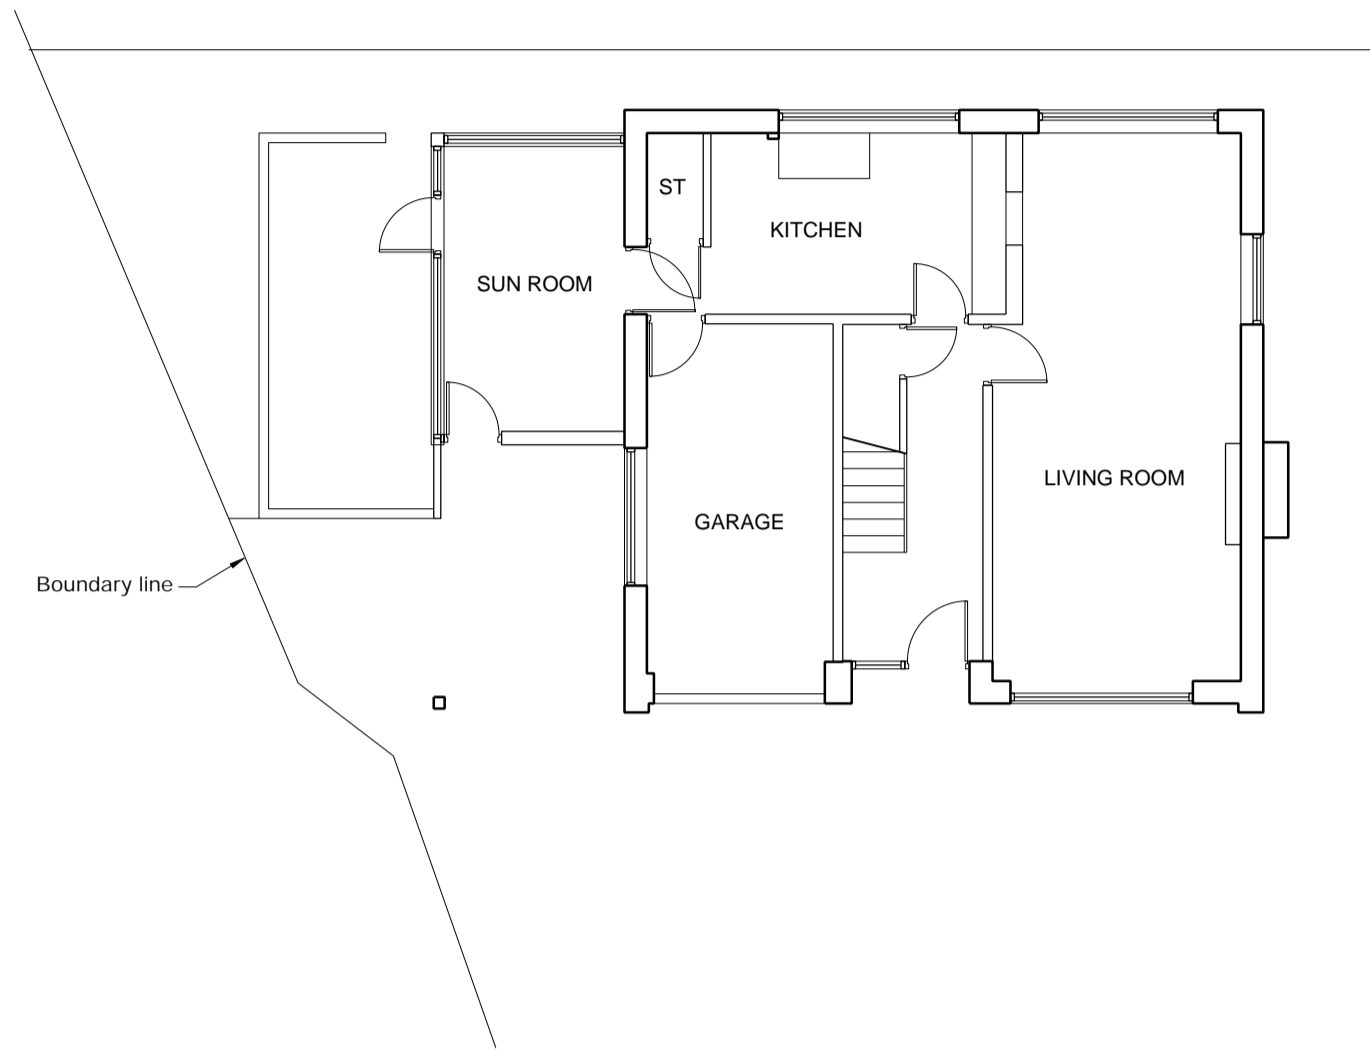 ST
KITCHEN
SUN ROOM
LIVING ROOM
GARAGE
Boundary line